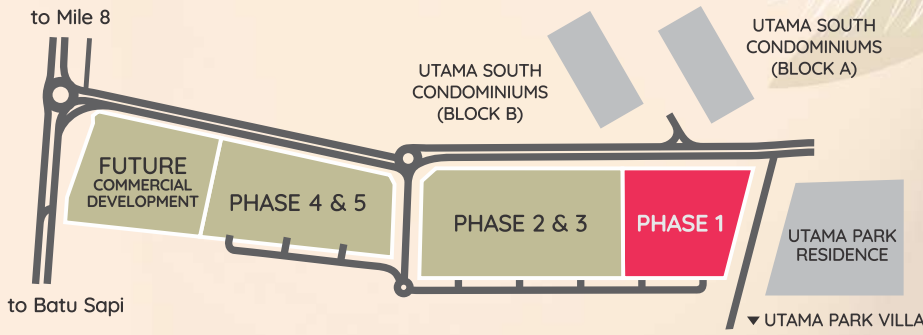 to Mile 8
UTAMA SOUTH
CONDOMINIUMS
(BLOCK A)
UTAMA SOUTH
CONDOMINIUMS
(BLOCK B)
FUTURE
COMMERCIAL
DEVELOPMENT
PHASE 4 & 5
PHASE 2 & 3
PHASE 1
UTAMA PARK
RESIDENCE
to Batu Sapi
▼ UTAMA PARK VILLA